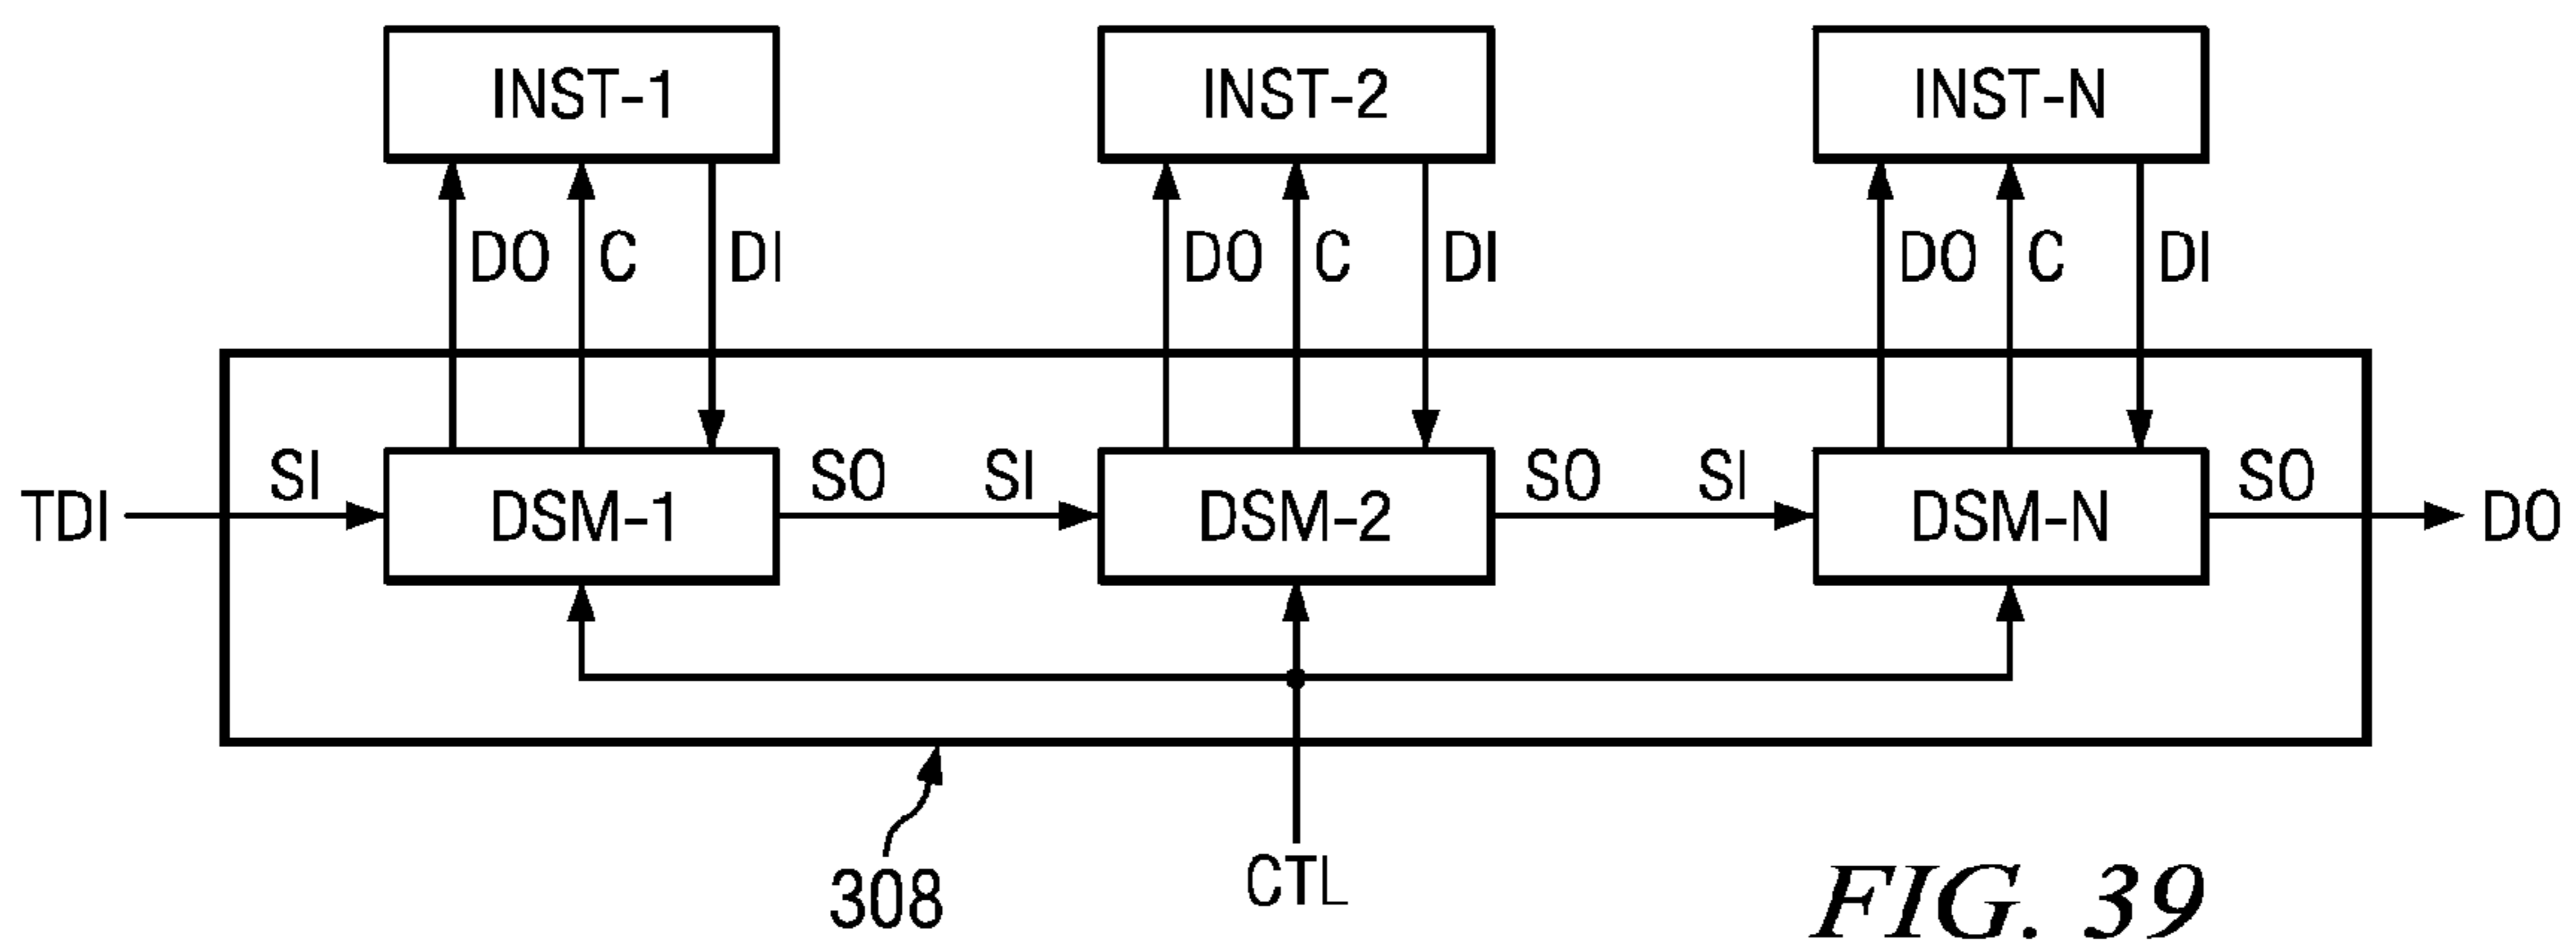 INST-1 INST-2 INST-N
DO C DI DO C DI DO C DI
SI SO SI SO SI SO
TDI DSM-1 DSM-2 DSM-N DO
308 CTL
FIG. 39